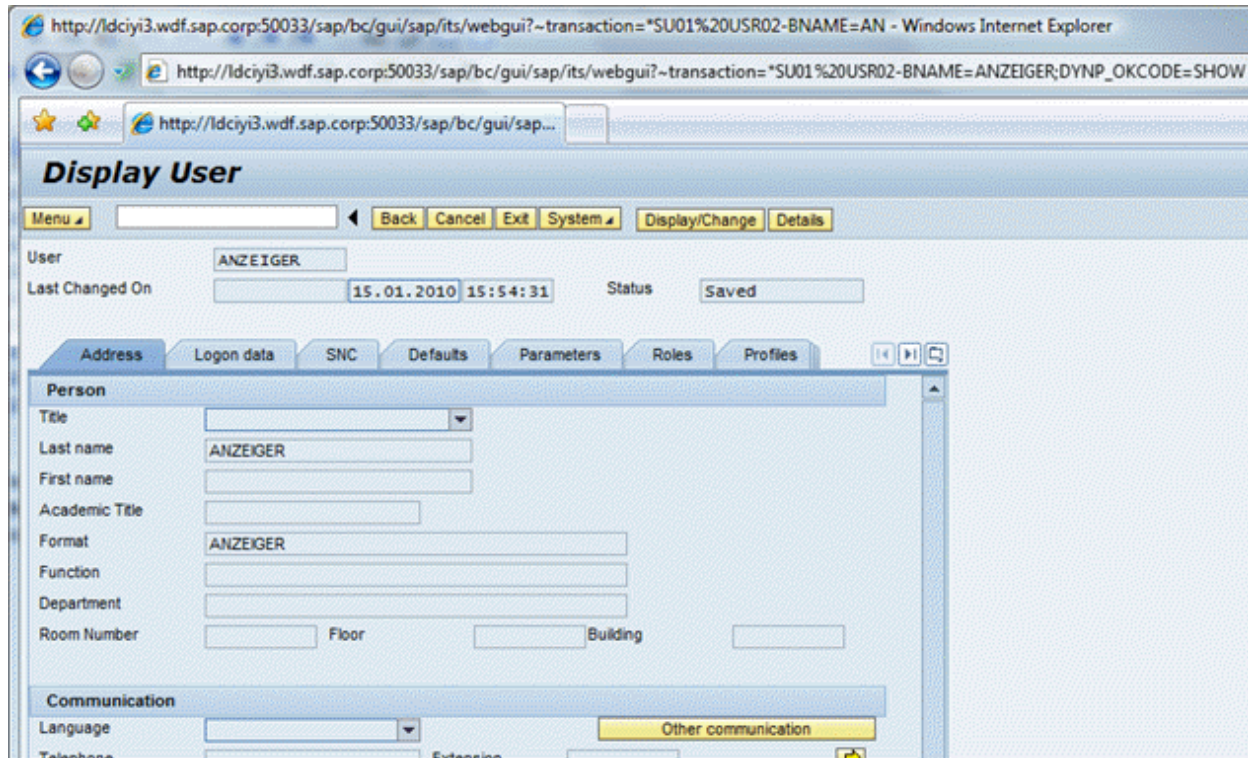 http://ldciyi3.wdf.sap.corp:50033/sap/bc/gui/sap/its/webgui?~transaction=*SU01%20USR02-BNAME=AN - Windows Internet Explorer
http://ldciyi3.wdf.sap.corp:50033/sap/bc/gui/sap/its/webgui?~transaction=*SU01%20USR02-BNAME=ANZEIGER;DYNP_OKCODE=SHOW
http://ldciyi3.wdf.sap.corp:50033/sap/bc/gui/sap...
Display User
Menu Back Cancel Exit System Display/Change Details
User ANZEIGER
Last Changed On 15.01.2010 15:54:31 Status Saved
Address Logon data SNC Defaults Parameters Roles Profiles
Person
Title
Last name ANZEIGER
First name
Academic Title
Format ANZEIGER
Function
Department
Room Number Floor Building
Communication
Language Other communication
Telephone Extension